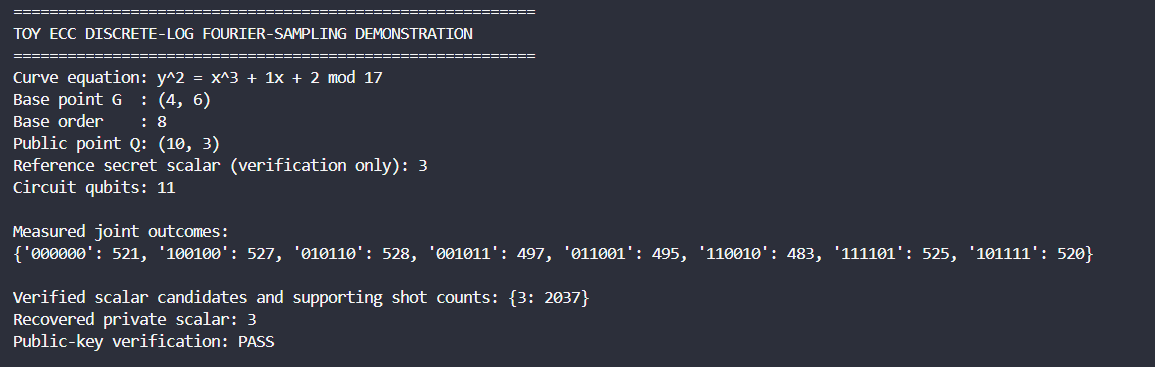 ============================================================
TOY ECC DISCRETE-LOG FOURIER-SAMPLING DEMONSTRATION
============================================================
Curve equation: y^2 = x^3 + 1x + 2 mod 17
Base point G  : (4, 6)
Base order    : 8
Public point Q: (10, 3)
Reference secret scalar (verification only): 3
Circuit qubits: 11

Measured joint outcomes:
{'000000': 521, '100100': 527, '010110': 528, '001011': 497, '011001': 495, '110010': 483, '111101': 525, '101111': 520}

Verified scalar candidates and supporting shot counts: {3: 2037}
Recovered private scalar: 3
Public-key verification: PASS